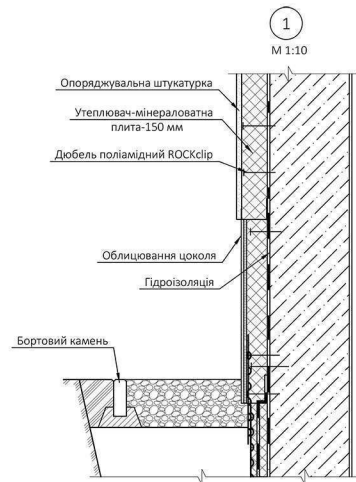 1
М 1:10
Опоряджувальна штукатурка
Утеплювач-мінераловатна
плита-150 мм
Дюбель поліамідний ROCKclip
Облицювання цоколя
Гідроізоляція
Бортовий камень